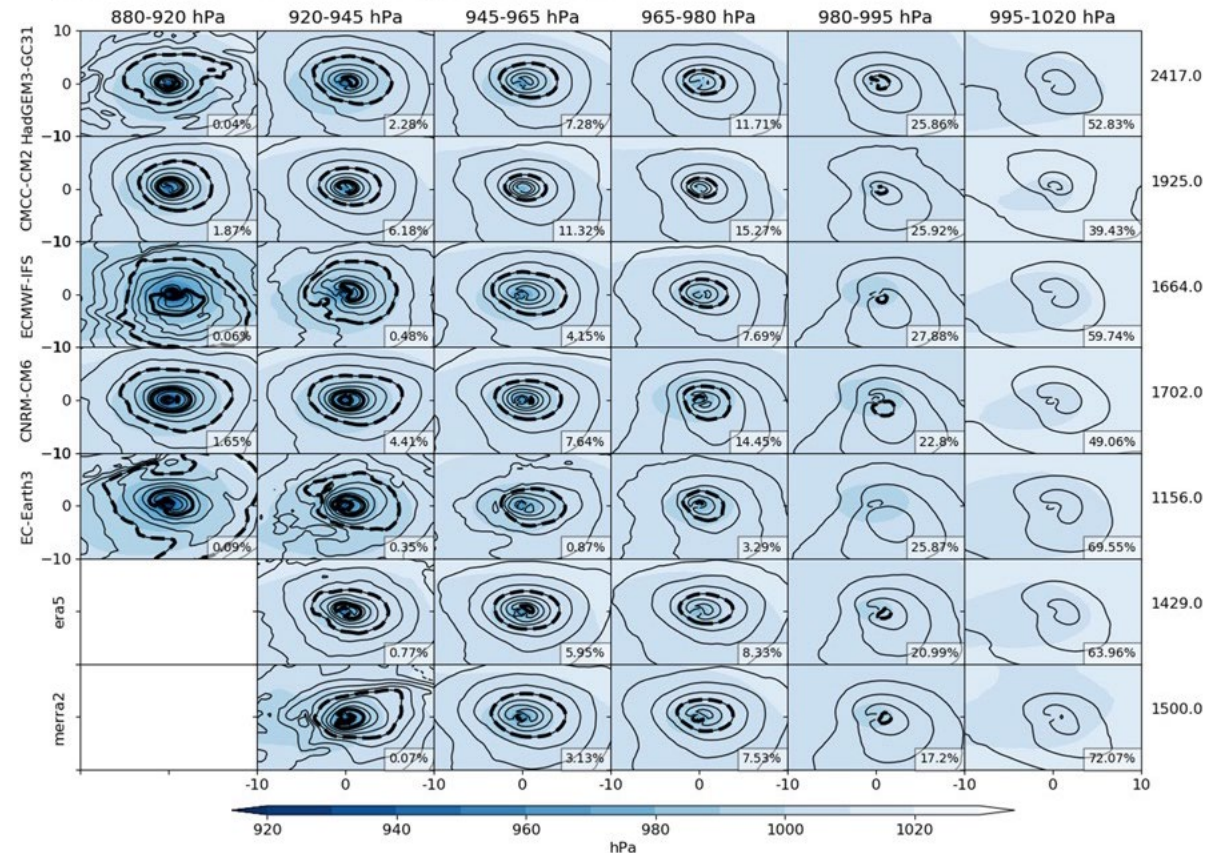 880-920 hPa 920-945 hPa 945-965 hPa 965-980 hPa 980-995 hPa 995-1020 hPa
10
HadGEM3-GC31 0 2417.0
0.04% 2.28% 7.28% 11.71% 25.86% 52.83%
−10
CMCC-CM2 0 1925.0
1.87% 6.18% 11.32% 15.27% 25.92% 39.43%
−10
ECMWF-IFS 0 1664.0
0.06% 0.48% 4.15% 7.69% 27.88% 59.74%
−10
CNRM-CM6 0 1702.0
1.65% 4.41% 7.64% 14.45% 22.8% 49.06%
−10
EC-Earth3 0 1156.0
0.09% 0.35% 0.87% 3.29% 25.87% 69.55%
−10
era5 1429.0
0.77% 5.95% 8.33% 20.99% 63.96%
merra2 1500.0
0.07% 3.13% 7.53% 17.2% 72.07%
-10 0 -10 0 -10 0 -10 0 -10 0 10
920 940 960 980 1000 1020
hPa